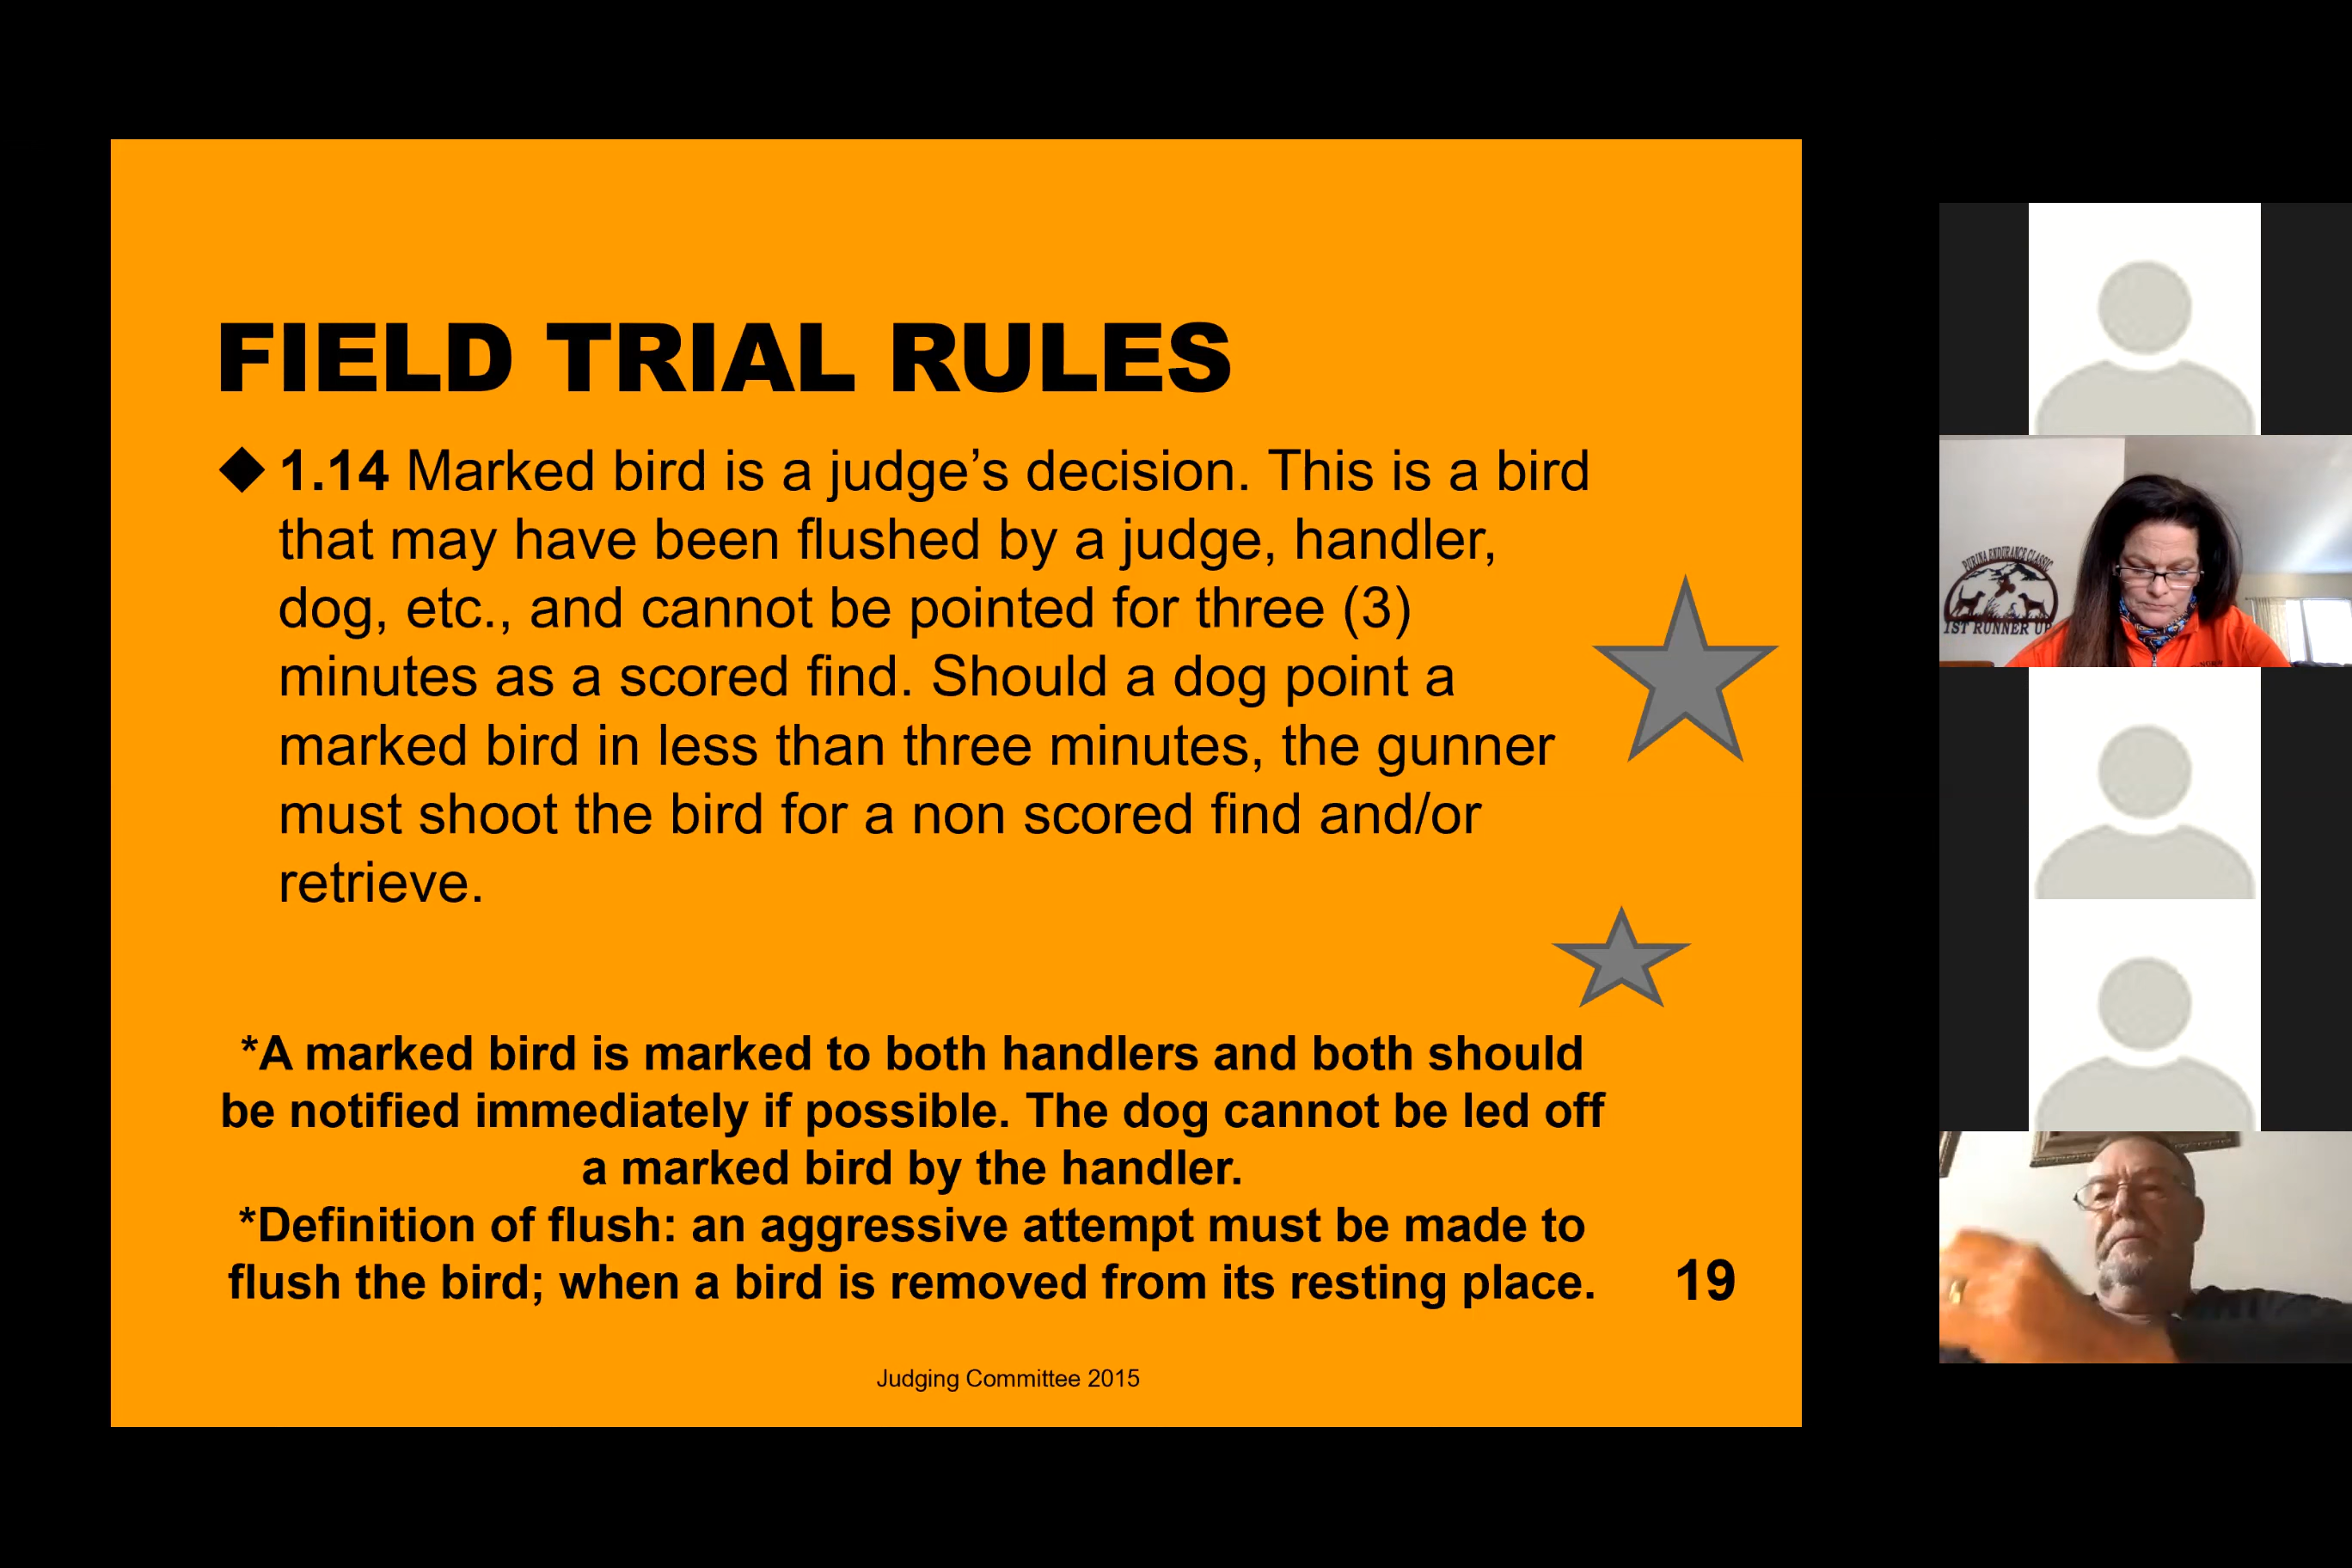 FIELD TRIAL RULES
◆ 1.14 Marked bird is a judge’s decision. This is a bird
that may have been flushed by a judge, handler,
dog, etc., and cannot be pointed for three (3)
minutes as a scored find. Should a dog point a
marked bird in less than three minutes, the gunner
must shoot the bird for a non scored find and/or
retrieve.
*A marked bird is marked to both handlers and both should
be notified immediately if possible. The dog cannot be led off
a marked bird by the handler.
*Definition of flush: an aggressive attempt must be made to
flush the bird; when a bird is removed from its resting place.
19
Judging Committee 2015
PURINA ENDURANCE CLASSIC
1ST RUNNER UP